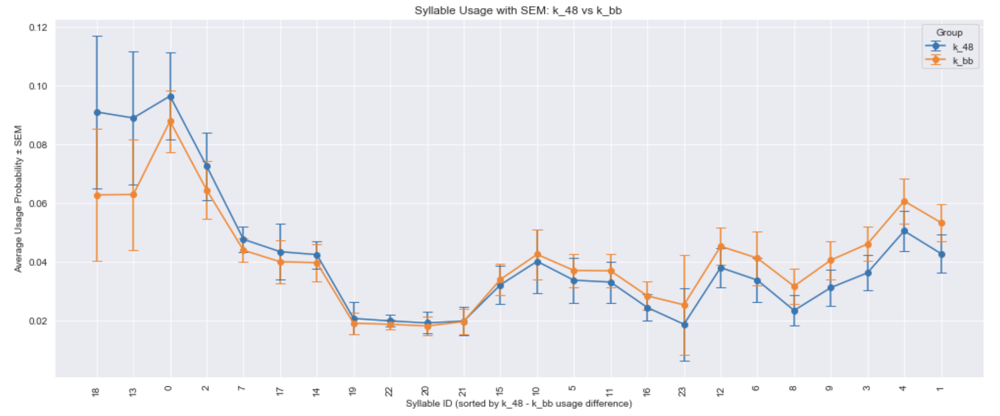 Syllable Usage with SEM: k_48 vs k_bb
Group
k_48
k_bb
Average Usage Probability ± SEM
0.12
0.10
0.08
0.06
0.04
0.02
18 13 0 2 7 17 14 19 22 20 21 15 10 5 11 16 23 12 6 8 9 3 4 1
Syllable ID (sorted by k_48 - k_bb usage difference)